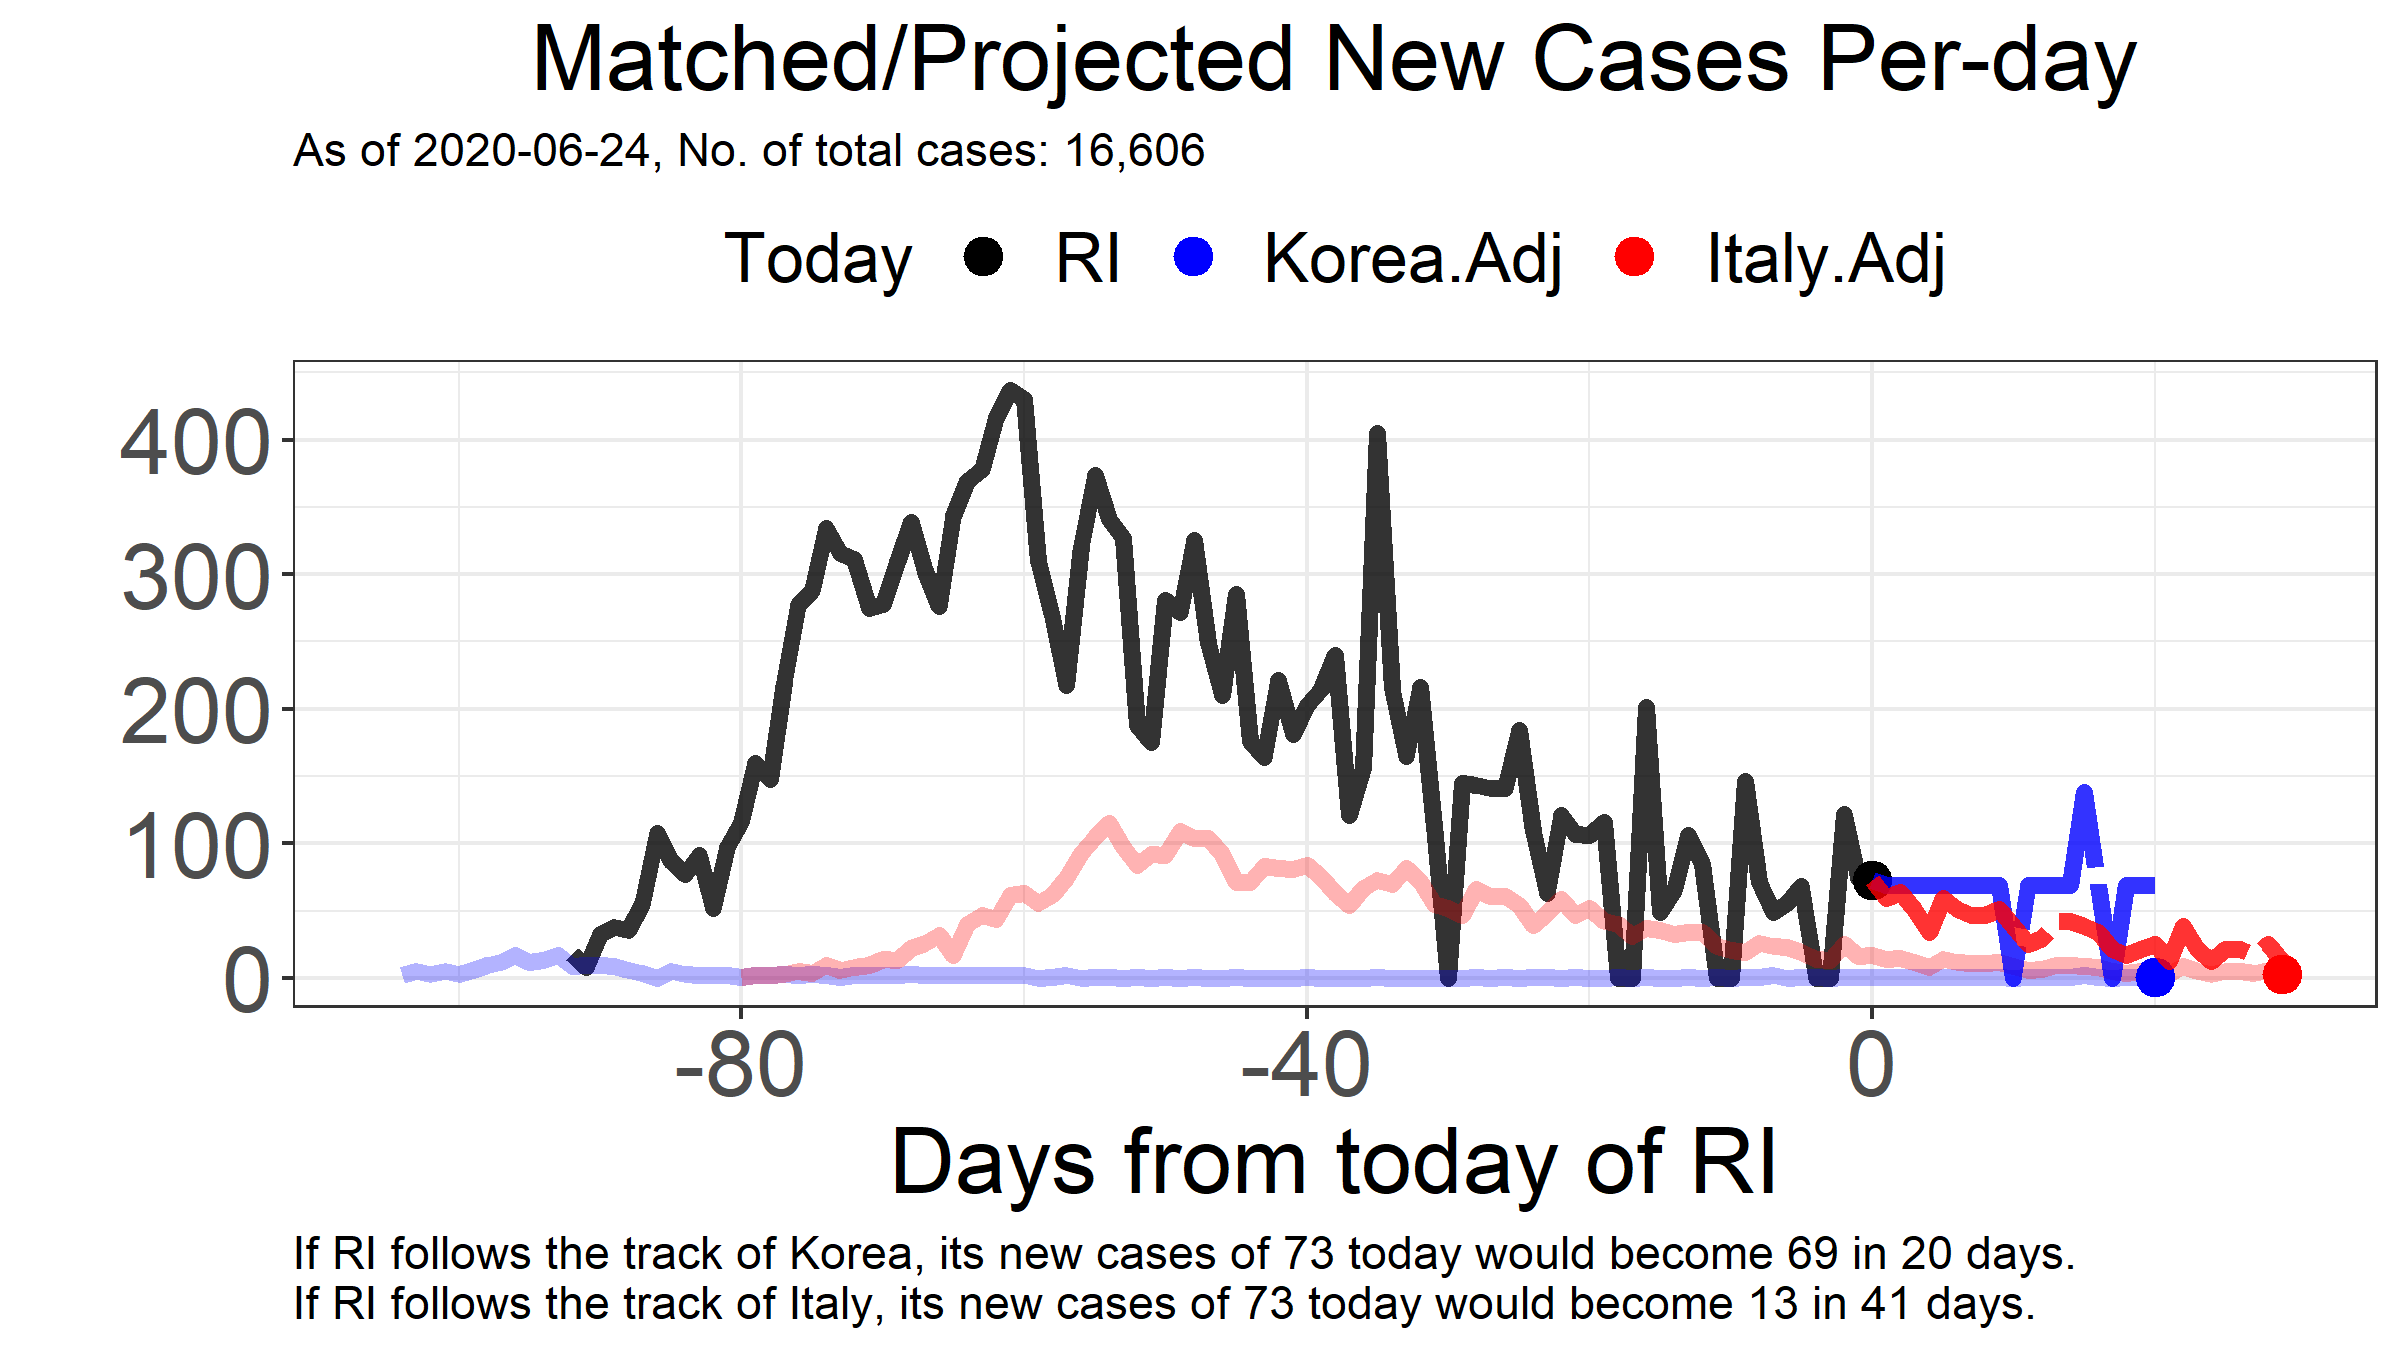 Matched/Projected New Cases Per-day
As of 2020-06-24, No. of total cases: 16,606
Today RI Korea.Adj Italy.Adj
400
300
200
100
0
-80 -40 0
Days from today of RI
If RI follows the track of Korea, its new cases of 73 today would become 69 in 20 days.
If RI follows the track of Italy, its new cases of 73 today would become 13 in 41 days.